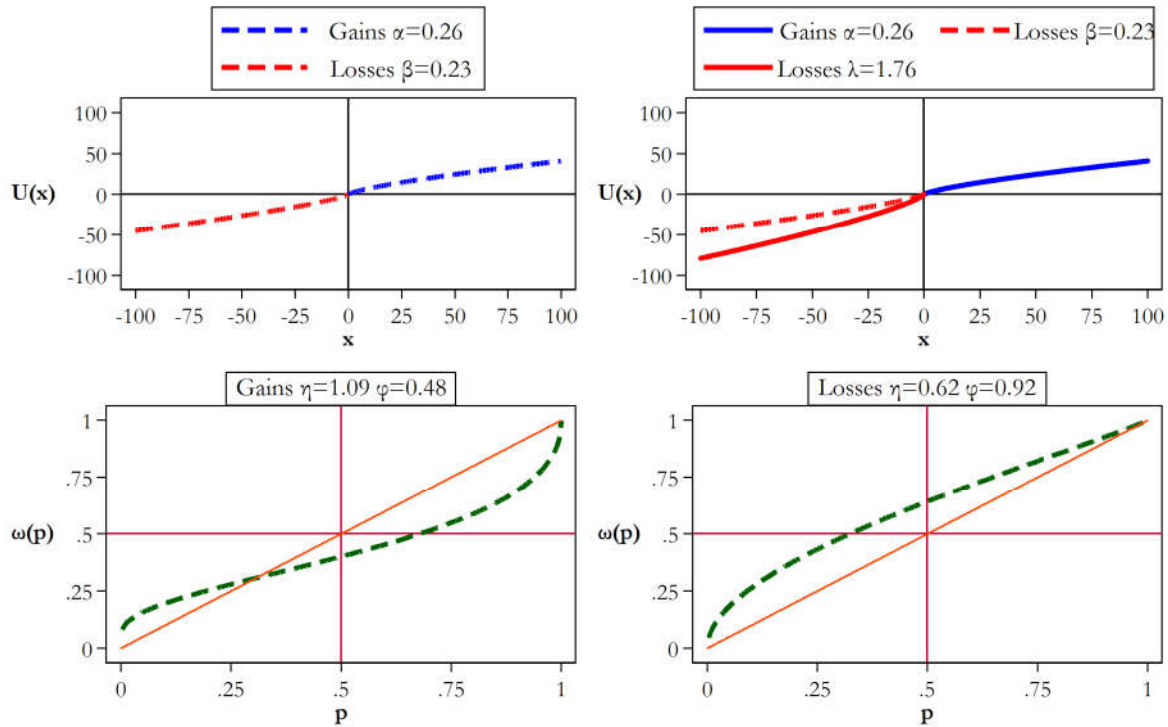 Gains α=0.26
Losses β=0.23
100
50
0
-50
-100
U(x)
-100 -75 -50 -25 0 25 50 75 100
x
Gains α=0.26 Losses β=0.23
Losses λ=1.76
100
50
0
-50
-100
U(x)
-100 -75 -50 -25 0 25 50 75 100
x
Gains η=1.09 φ=0.48
1
.75
.5
.25
0
ω(p)
0 .25 .5 .75 1
p
Losses η=0.62 φ=0.92
1
.75
.5
.25
0
ω(p)
0 .25 .5 .75 1
p